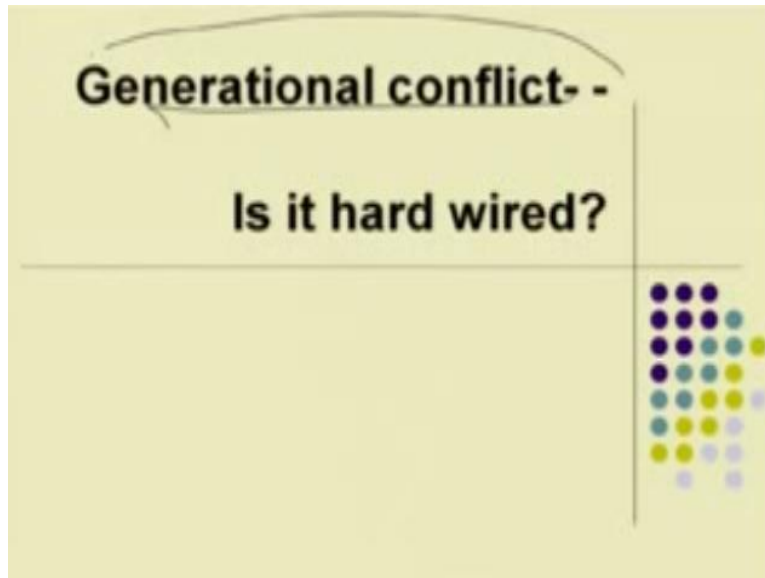 Generational conflict- -
Is it hard wired?